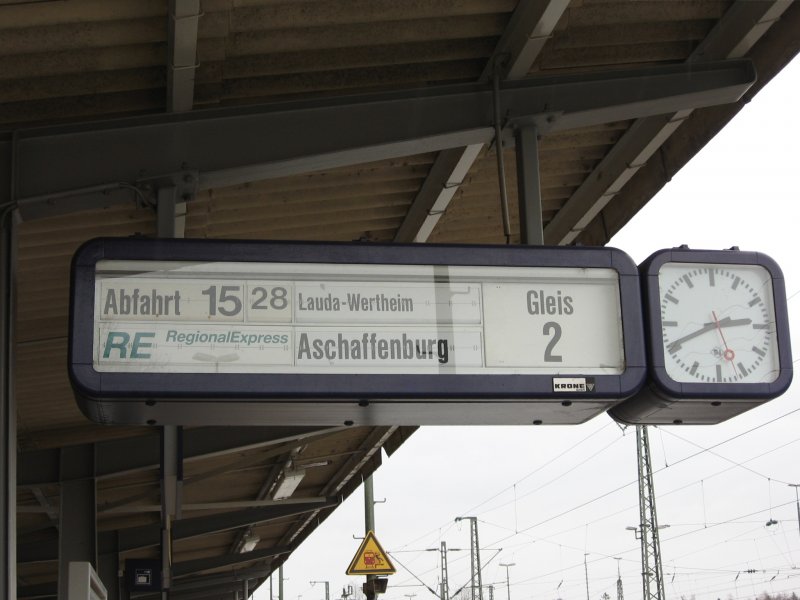 Abfahrt 15 28 Lauda-Wertheim
RE RegionalExpress Aschaffenburg
Gleis
2
KRONE